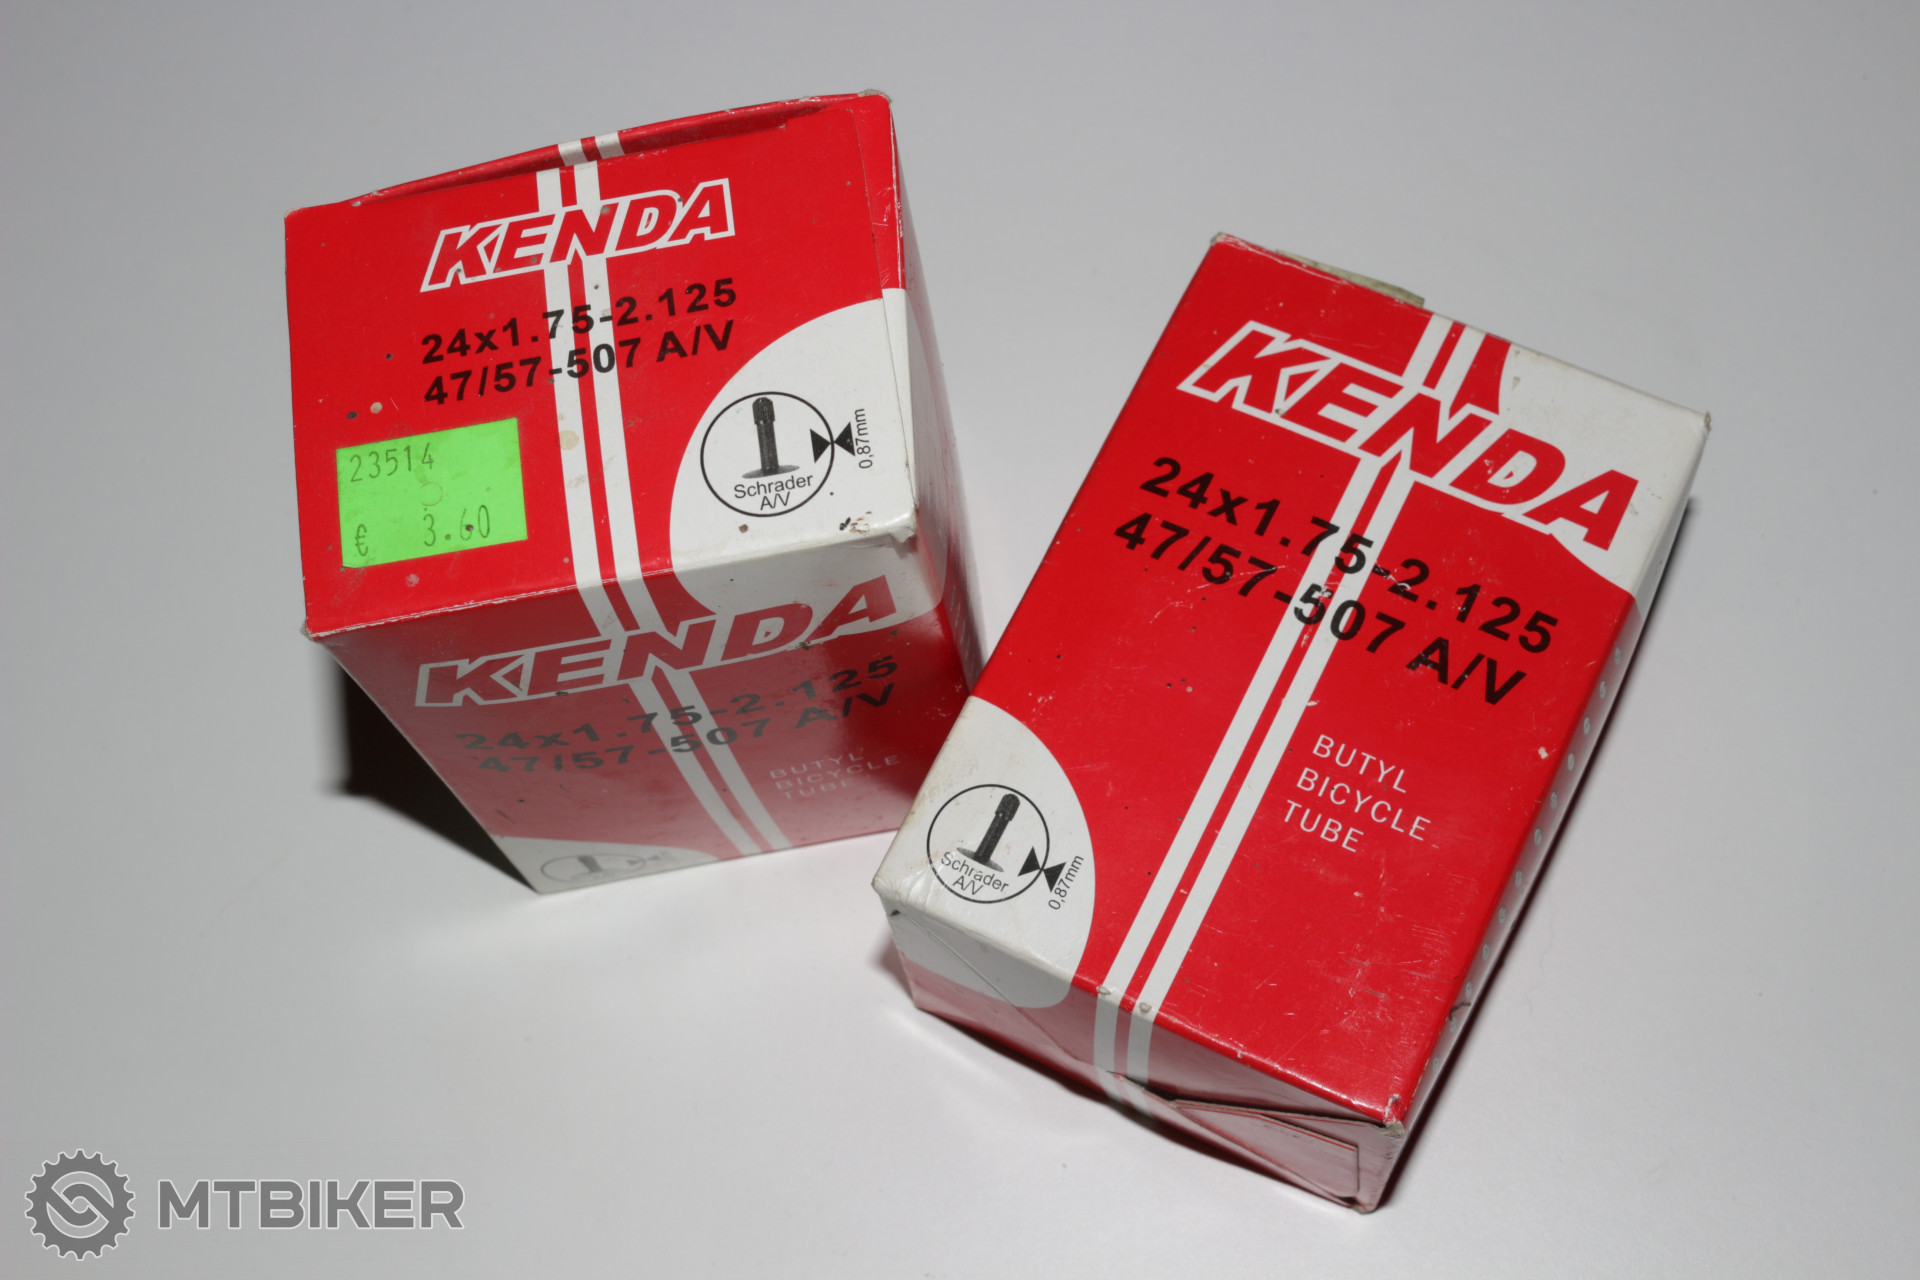 KENDA
24x1.75-2.125
47/57-507 A/V
23514
€ 3.60
Schrader
A/V
0,87mm
KENDA
24x1.75-2.125
47/57-507 A/V
BUTYL
BICYCLE
TUBE
KENDA
24x1.75-2.125
47/57-507 A/V
BUTYL
BICYCLE
TUBE
Schrader
A/V
0,87mm
MTBIKER